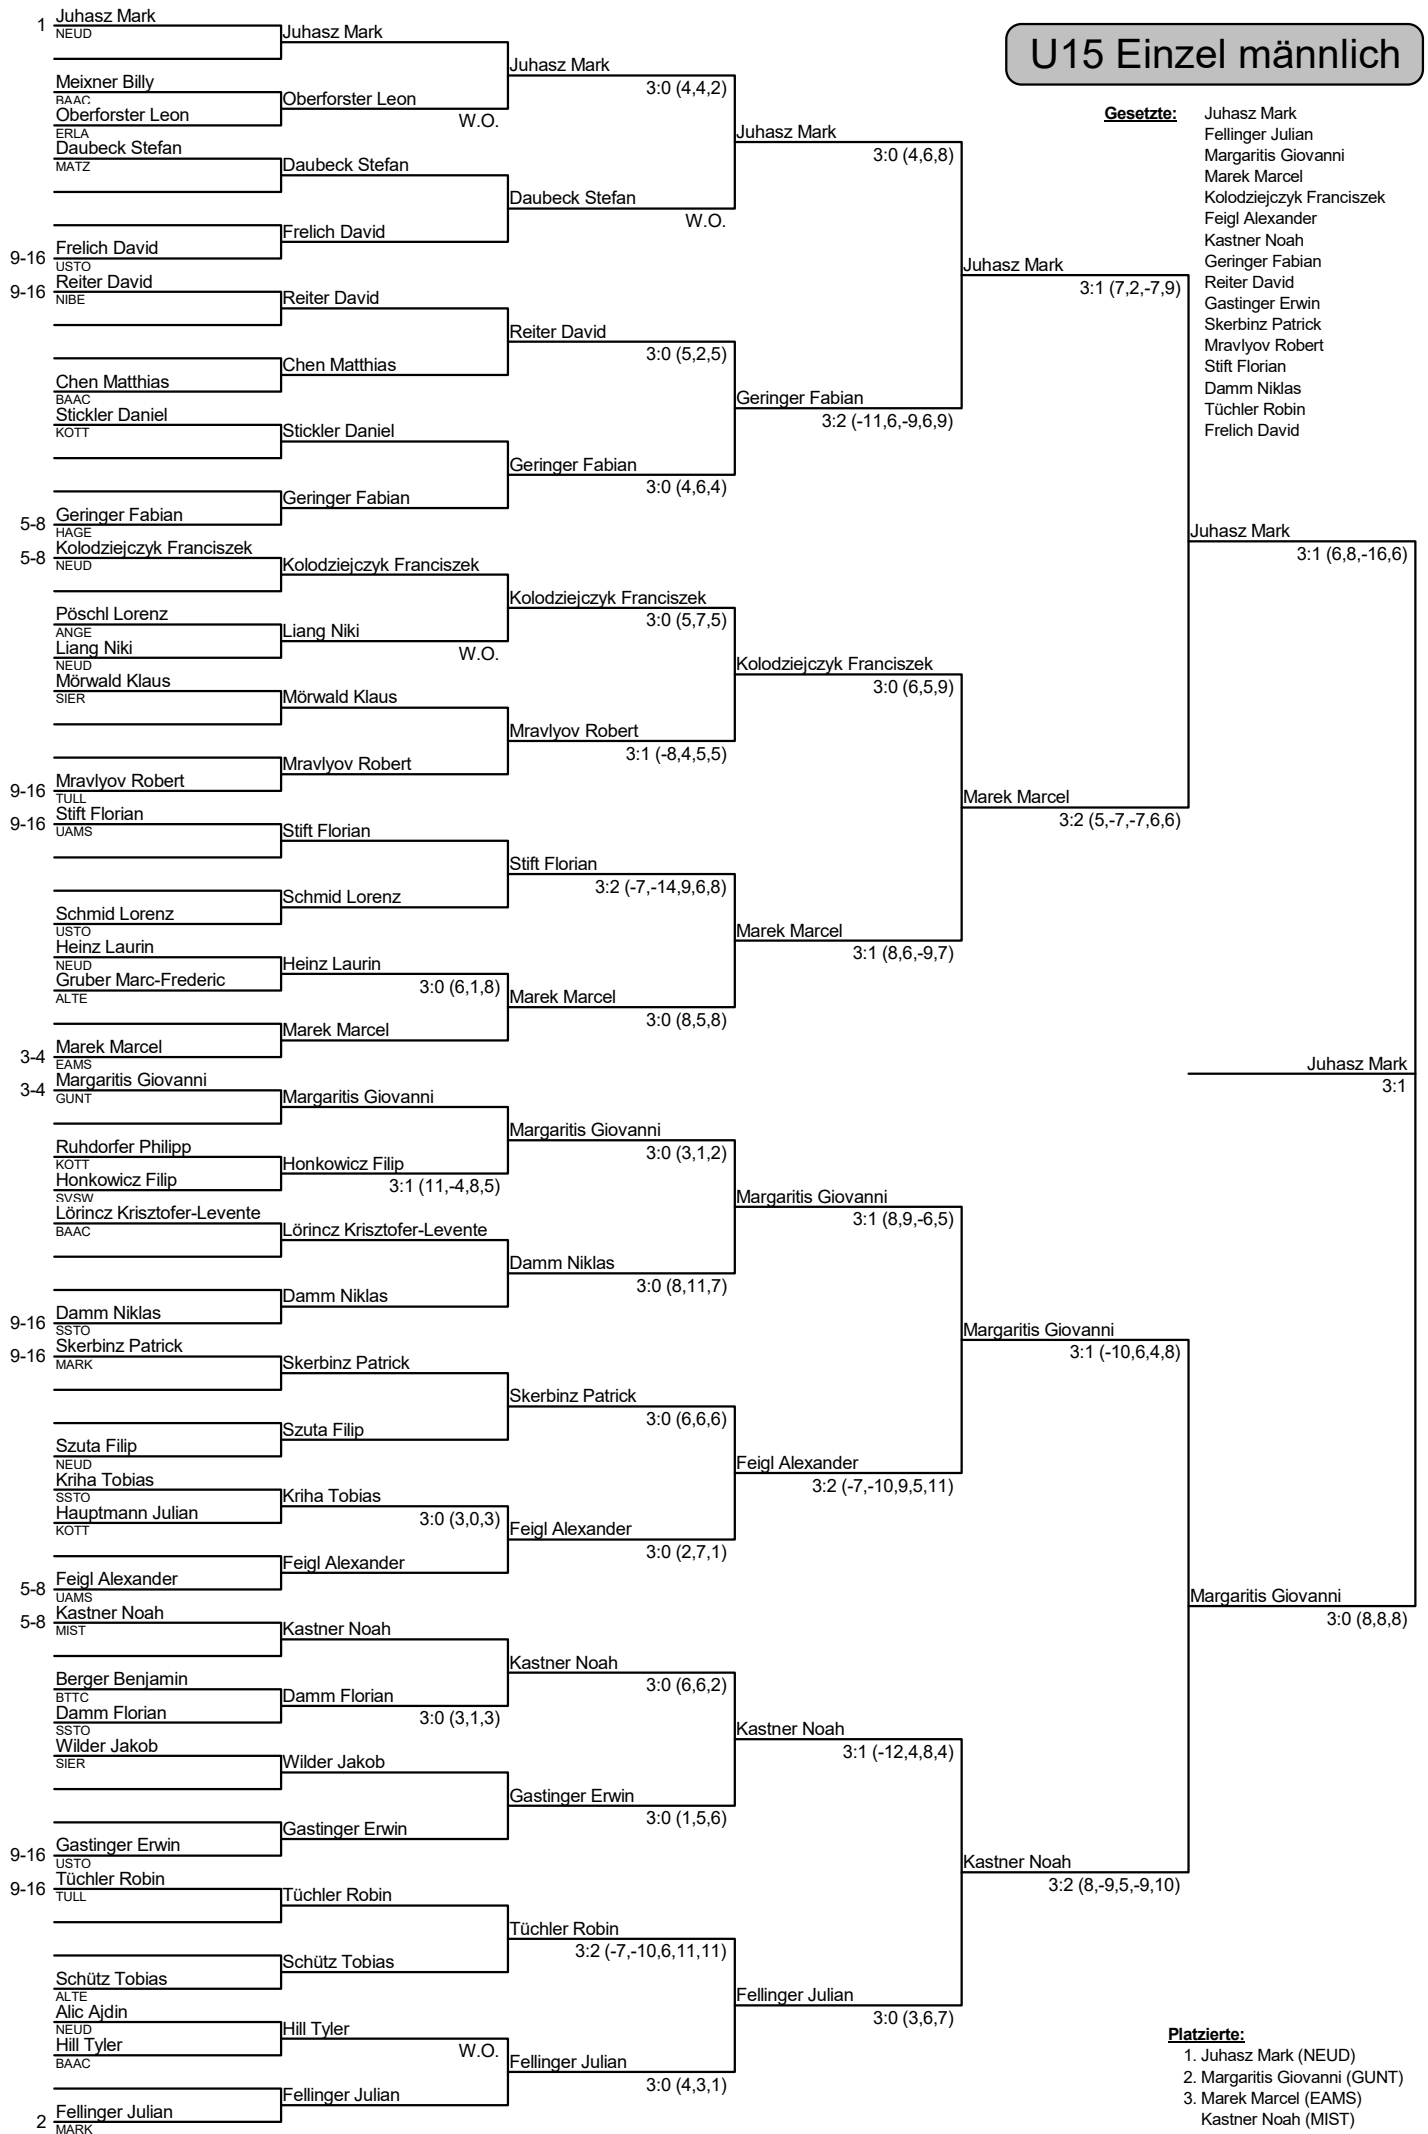 U15 Einzel männlich
Gesetzte:
Juhasz Mark
Fellinger Julian
Margaritis Giovanni
Marek Marcel
Kolodziejczyk Franciszek
Feigl Alexander
Kastner Noah
Geringer Fabian
Reiter David
Gastinger Erwin
Skerbinz Patrick
Mravlyov Robert
Stift Florian
Damm Niklas
Tüchler Robin
Frelich David
1 Juhasz Mark
NEUD
Meixner Billy
BAAC
Oberforster Leon
ERLA
Daubeck Stefan
MATZ
9-16 Frelich David
USTO
9-16 Reiter David
NIBE
Chen Matthias
BAAC
Stickler Daniel
KOTT
5-8 Geringer Fabian
HAGE
5-8 Kolodziejczyk Franciszek
NEUD
Pöschl Lorenz
ANGE
Liang Niki
NEUD
Mörwald Klaus
SIER
9-16 Mravlyov Robert
TULL
9-16 Stift Florian
UAMS
Schmid Lorenz
USTO
Heinz Laurin
NEUD
Gruber Marc-Frederic
ALTE
3-4 Marek Marcel
EAMS
3-4 Margaritis Giovanni
GUNT
Ruhdorfer Philipp
KOTT
Honkowicz Filip
SVSW
Lörincz Krisztofer-Levente
BAAC
9-16 Damm Niklas
SSTO
9-16 Skerbinz Patrick
MARK
Szuta Filip
NEUD
Kriha Tobias
SSTO
Hauptmann Julian
KOTT
5-8 Feigl Alexander
UAMS
5-8 Kastner Noah
MIST
Berger Benjamin
BTTC
Damm Florian
SSTO
Wilder Jakob
SIER
9-16 Gastinger Erwin
USTO
9-16 Tüchler Robin
TULL
Schütz Tobias
ALTE
Alic Ajdin
NEUD
Hill Tyler
BAAC
2 Fellinger Julian
MARK
Juhasz Mark
Oberforster Leon
W.O.
Daubeck Stefan
Frelich David
Reiter David
Chen Matthias
Stickler Daniel
Geringer Fabian
Kolodziejczyk Franciszek
Liang Niki
W.O.
Mörwald Klaus
Mravlyov Robert
Stift Florian
Schmid Lorenz
Heinz Laurin
3:0 (6,1,8)
Marek Marcel
Margaritis Giovanni
Honkowicz Filip
3:1 (11,-4,8,5)
Lörincz Krisztofer-Levente
Damm Niklas
Skerbinz Patrick
Szuta Filip
Kriha Tobias
3:0 (3,0,3)
Feigl Alexander
Kastner Noah
Damm Florian
3:0 (3,1,3)
Wilder Jakob
Gastinger Erwin
Tüchler Robin
Schütz Tobias
Hill Tyler
W.O.
Fellinger Julian
Juhasz Mark
3:0 (4,4,2)
Daubeck Stefan
W.O.
Reiter David
3:0 (5,2,5)
Geringer Fabian
3:0 (4,6,4)
Kolodziejczyk Franciszek
3:0 (5,7,5)
Mravlyov Robert
3:1 (-8,4,5,5)
Stift Florian
3:2 (-7,-14,9,6,8)
Marek Marcel
3:0 (8,5,8)
Margaritis Giovanni
3:0 (3,1,2)
Damm Niklas
3:0 (8,11,7)
Skerbinz Patrick
3:0 (6,6,6)
Feigl Alexander
3:0 (2,7,1)
Kastner Noah
3:0 (6,6,2)
Gastinger Erwin
3:0 (1,5,6)
Tüchler Robin
3:2 (-7,-10,6,11,11)
Fellinger Julian
3:0 (4,3,1)
Juhasz Mark
3:0 (4,6,8)
Geringer Fabian
3:2 (-11,6,-9,6,9)
Kolodziejczyk Franciszek
3:0 (6,5,9)
Marek Marcel
3:1 (8,6,-9,7)
Margaritis Giovanni
3:1 (8,9,-6,5)
Feigl Alexander
3:2 (-7,-10,9,5,11)
Kastner Noah
3:1 (-12,4,8,4)
Fellinger Julian
3:0 (3,6,7)
Juhasz Mark
3:1 (7,2,-7,9)
Marek Marcel
3:2 (5,-7,-7,6,6)
Margaritis Giovanni
3:1 (-10,6,4,8)
Kastner Noah
3:2 (8,-9,5,-9,10)
Juhasz Mark
3:1 (6,8,-16,6)
Margaritis Giovanni
3:0 (8,8,8)
Juhasz Mark
3:1
Platzierte:
1. Juhasz Mark (NEUD)
2. Margaritis Giovanni (GUNT)
3. Marek Marcel (EAMS)
Kastner Noah (MIST)